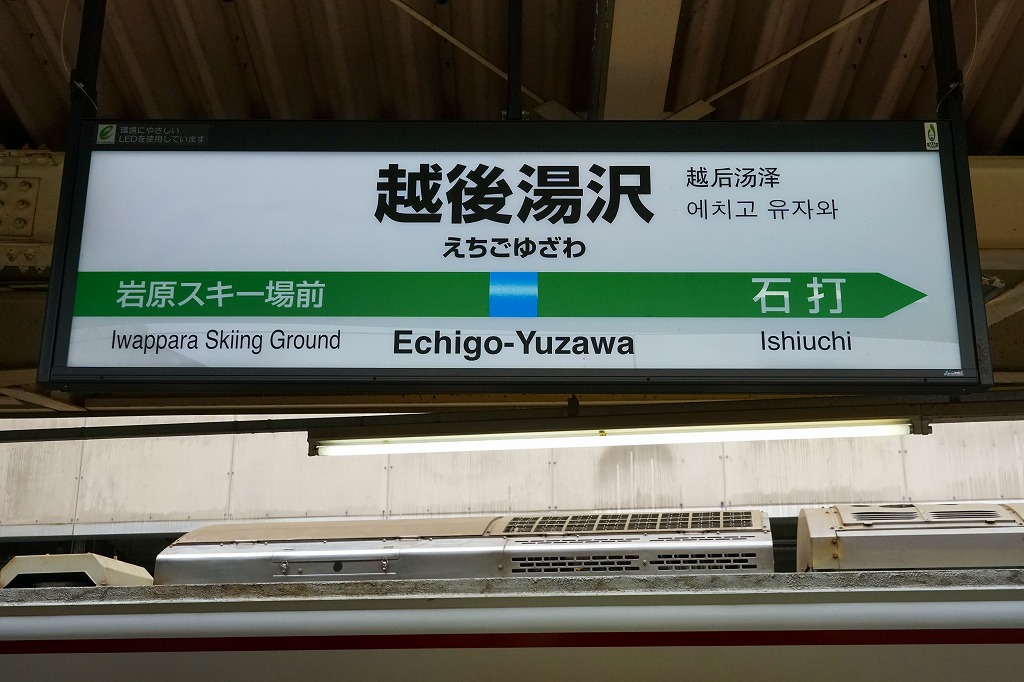 環境にやさしい
LEDを使用しています
越後湯沢
越后汤泽
에치고 유자와
えちごゆざわ
岩原スキー場前
石打
Iwappara Skiing Ground
Echigo-Yuzawa
Ishiuchi